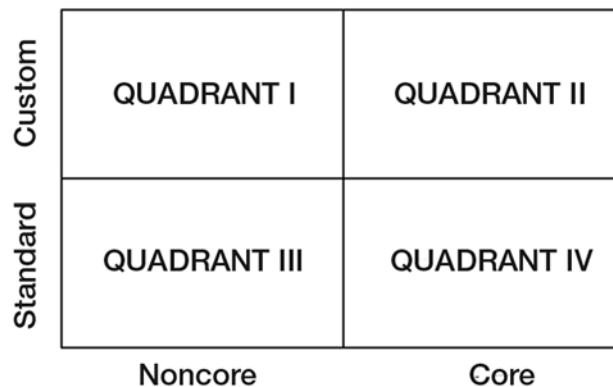 Custom
QUADRANT I
QUADRANT II
Standard
QUADRANT III
QUADRANT IV
Noncore
Core